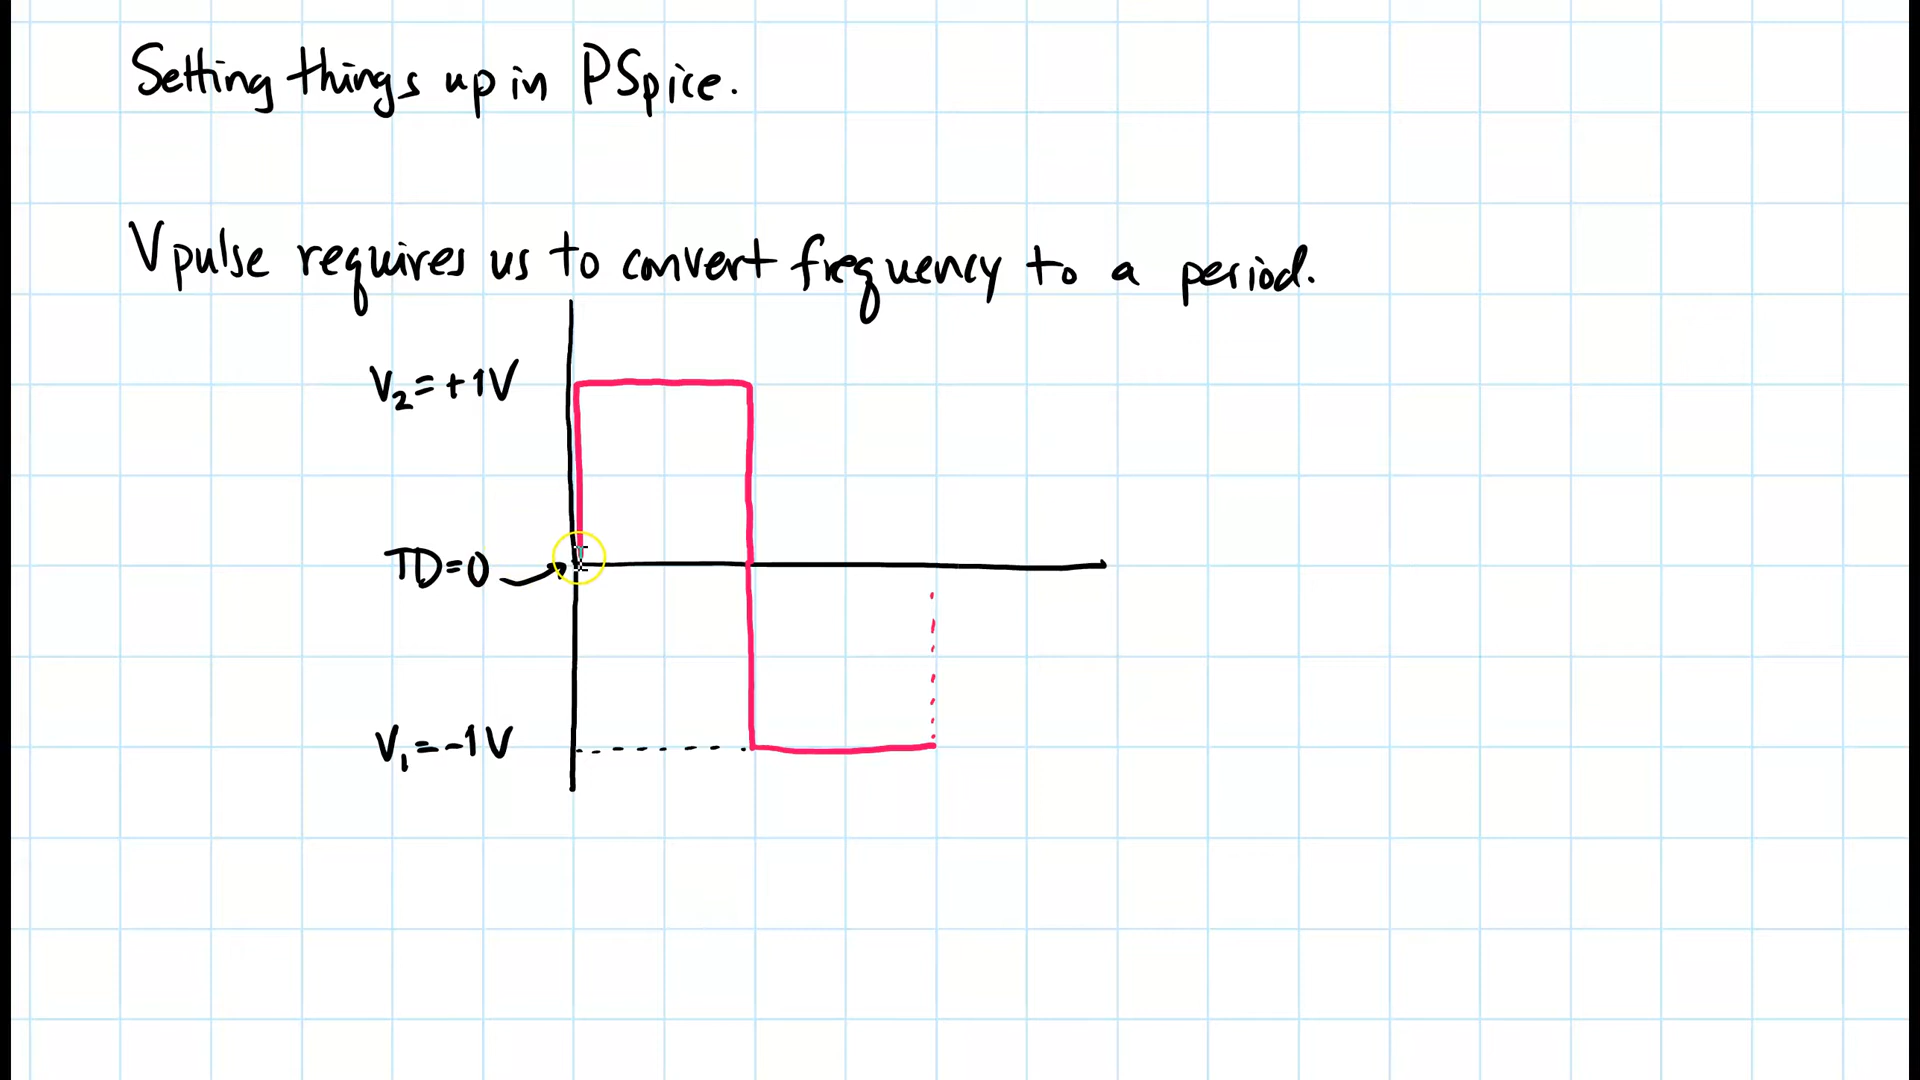 Setting things up in PSpice.
Vpulse requires us to convert frequency to a period.
V₂=+1V
TD=0
V₁=-1V